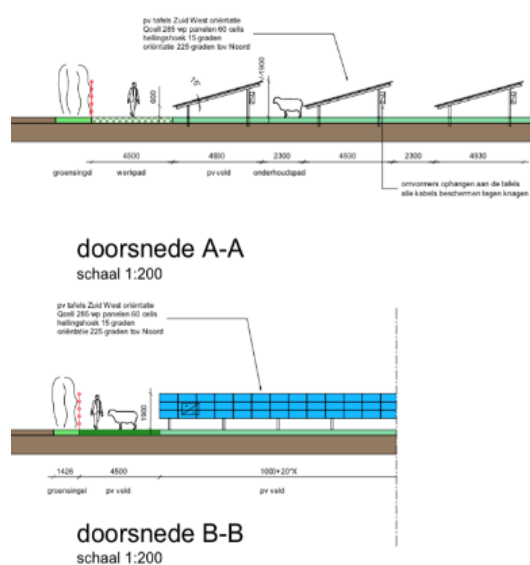 pv tafels Zuid West oriëntatie
Qcell 285 wp panelen 60 cells
hellingshoek 15 graden
oriëntatie 225 graden tov Noord
15°
600
+-1900
4500 4930 2300 4930 2300 4930
groensingel werkpad pv veld onderhoudspad
omvormers ophangen aan de tafels
alle kabels beschermen tegen knagen
doorsnede A-A
schaal 1:200
pv tafels Zuid West oriëntatie
Qcell 285 wp panelen 60 cells
hellingshoek 15 graden
oriëntatie 225 graden tov Noord
1900
1426 4500 1000+20*X
groensingel pv veld pv veld
doorsnede B-B
schaal 1:200